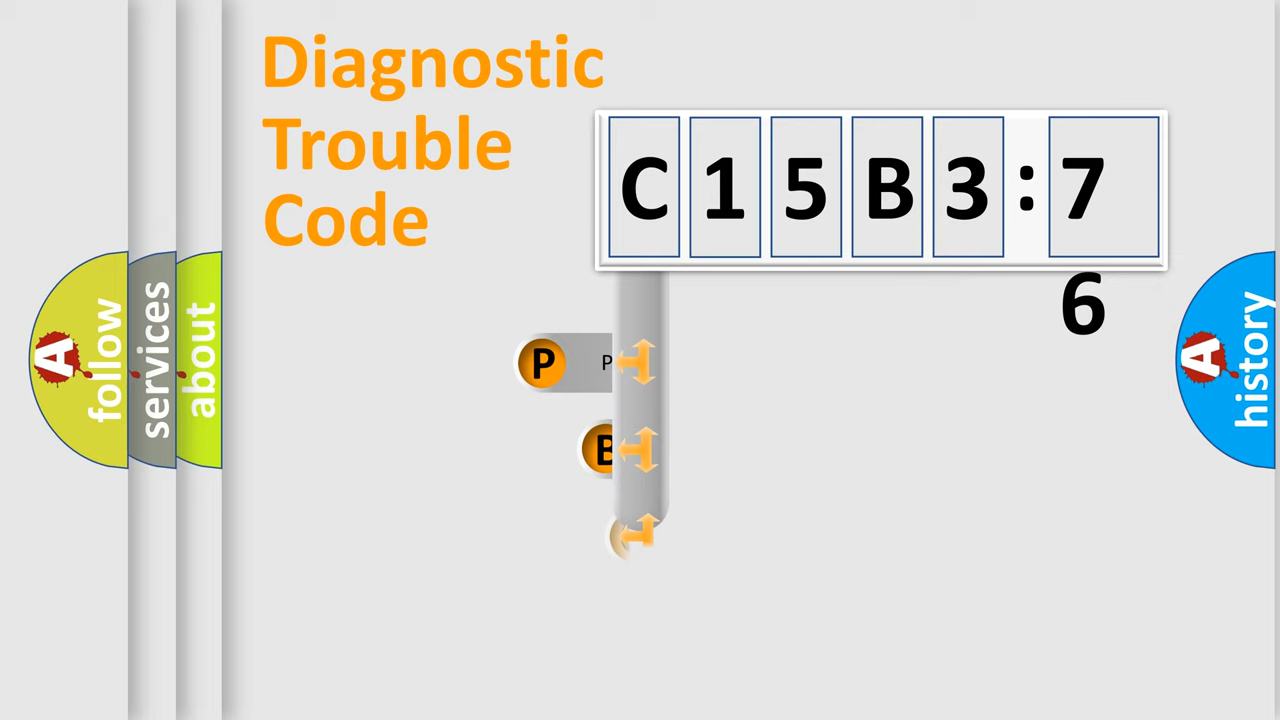 Diagnostic
Trouble
Code
C15B3:7
6
P
P
B
A follow
services
about
A history